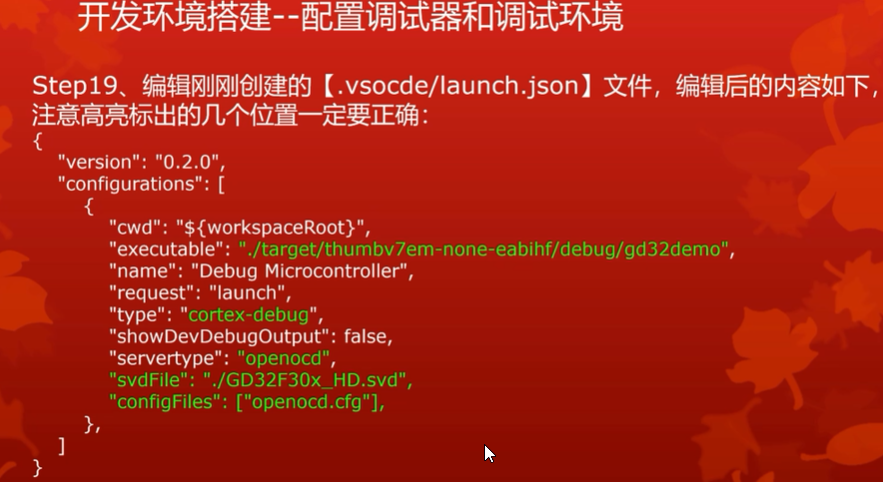 开发环境搭建--配置调试器和调试环境
Step19、编辑刚刚创建的【.vsocde/launch.json】文件，编辑后的内容如下，
注意高亮标出的几个位置一定要正确：
{
"version": "0.2.0",
"configurations": [
{
"cwd": "${workspaceRoot}",
"executable": "./target/thumbv7em-none-eabihf/debug/gd32demo",
"name": "Debug Microcontroller",
"request": "launch",
"type": "cortex-debug",
"showDevDebugOutput": false,
"servertype": "openocd",
"svdFile": "./GD32F30x_HD.svd",
"configFiles": ["openocd.cfg"],
},
]
}